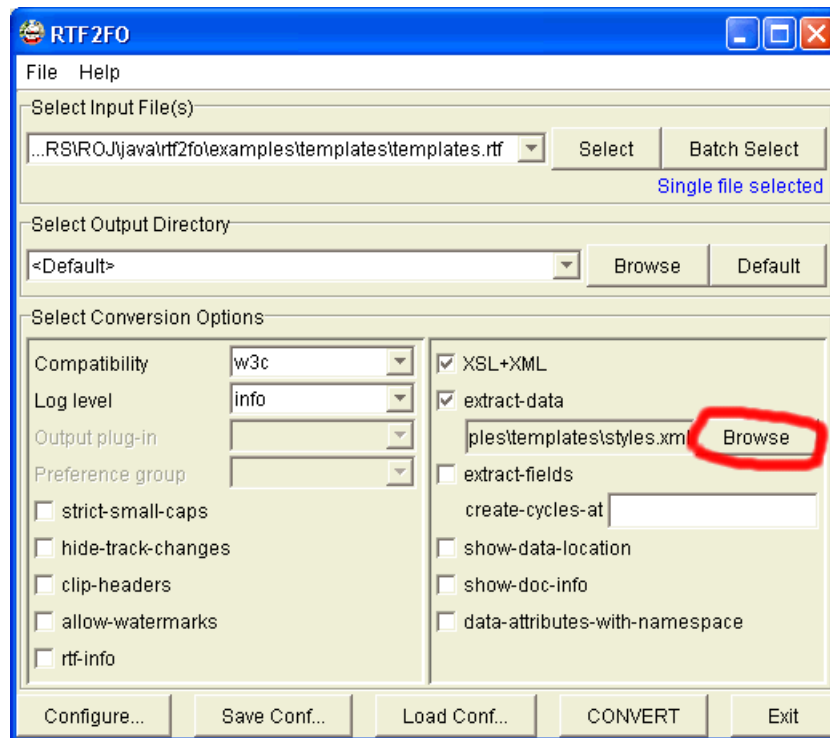 RTF2FO
File Help
Select Input File(s)
...RS\ROJ\java\rtf2fo\examples\templates\templates.rtf Select Batch Select
Single file selected
Select Output Directory
<Default> Browse Default
Select Conversion Options
Compatibility w3c
Log level info
Output plug-in
Preference group
strict-small-caps
hide-track-changes
clip-headers
allow-watermarks
rtf-info
XSL+XML
extract-data
ples\templates\styles.xml Browse
extract-fields
create-cycles-at
show-data-location
show-doc-info
data-attributes-with-namespace
Configure... Save Conf... Load Conf... CONVERT Exit